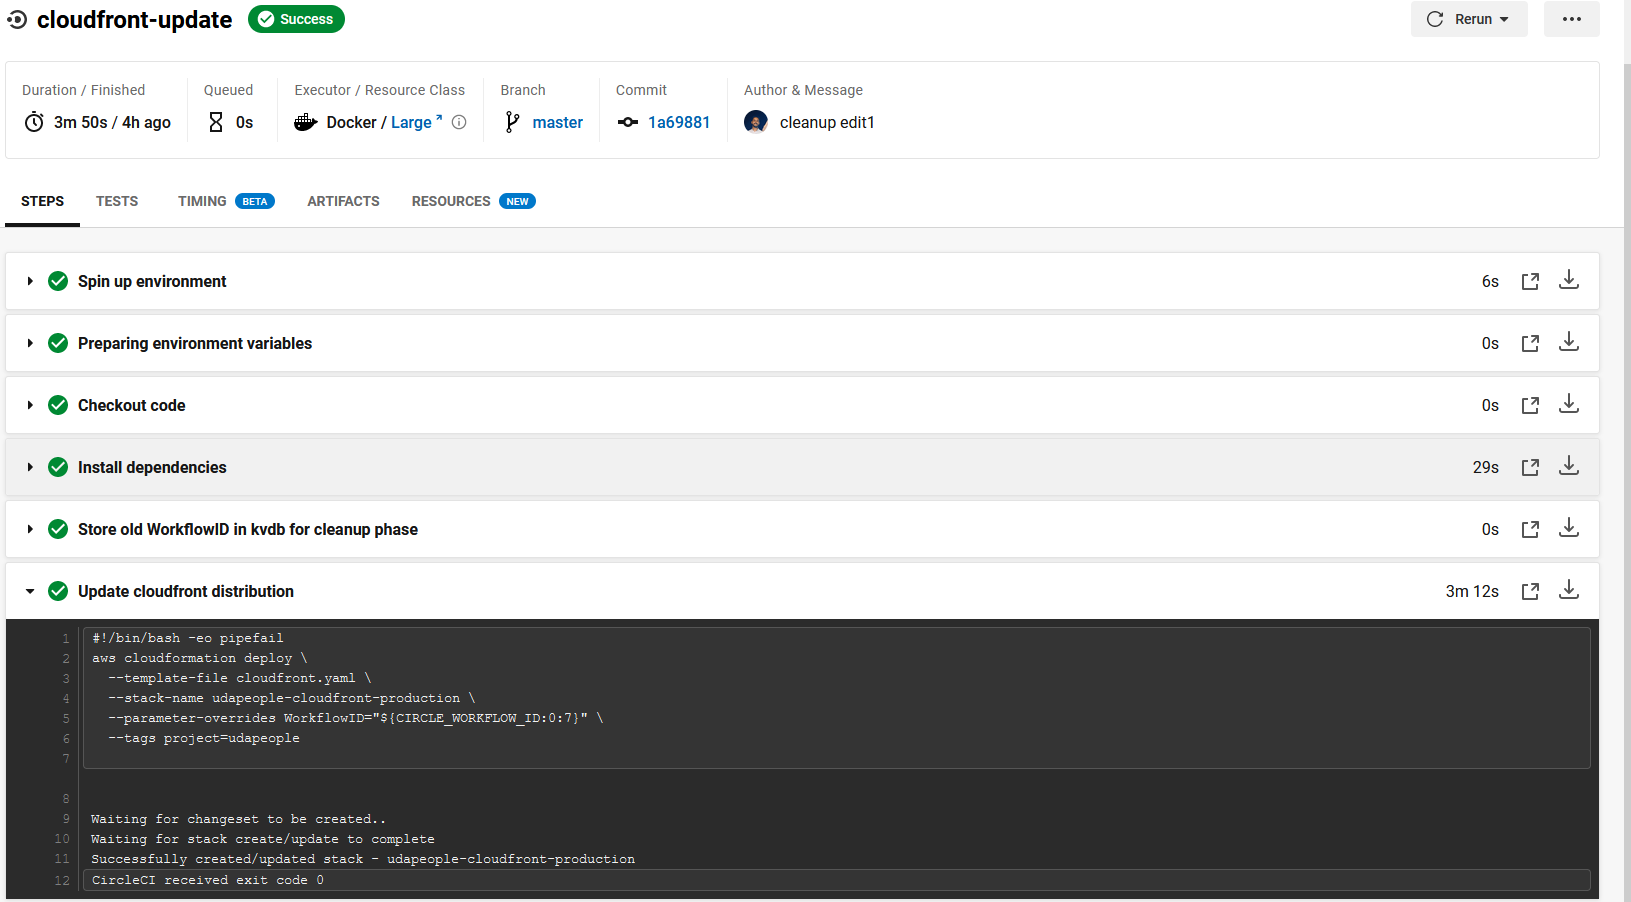 cloudfront-update Success Rerun
Duration / Finished Queued Executor / Resource Class Branch Commit Author & Message
3m 50s / 4h ago 0s Docker / Large master 1a69881 cleanup edit1
STEPS TESTS TIMING BETA ARTIFACTS RESOURCES NEW
Spin up environment 6s
Preparing environment variables 0s
Checkout code 0s
Install dependencies 29s
Store old WorkflowID in kvdb for cleanup phase 0s
Update cloudfront distribution 3m 12s
1 #!/bin/bash -eo pipefail
2 aws cloudformation deploy \
3 --template-file cloudfront.yaml \
4 --stack-name udapeople-cloudfront-production \
5 --parameter-overrides WorkflowID="${CIRCLE_WORKFLOW_ID:0:7}" \
6 --tags project=udapeople
7
8
9 Waiting for changeset to be created..
10 Waiting for stack create/update to complete
11 Successfully created/updated stack - udapeople-cloudfront-production
12 CircleCI received exit code 0